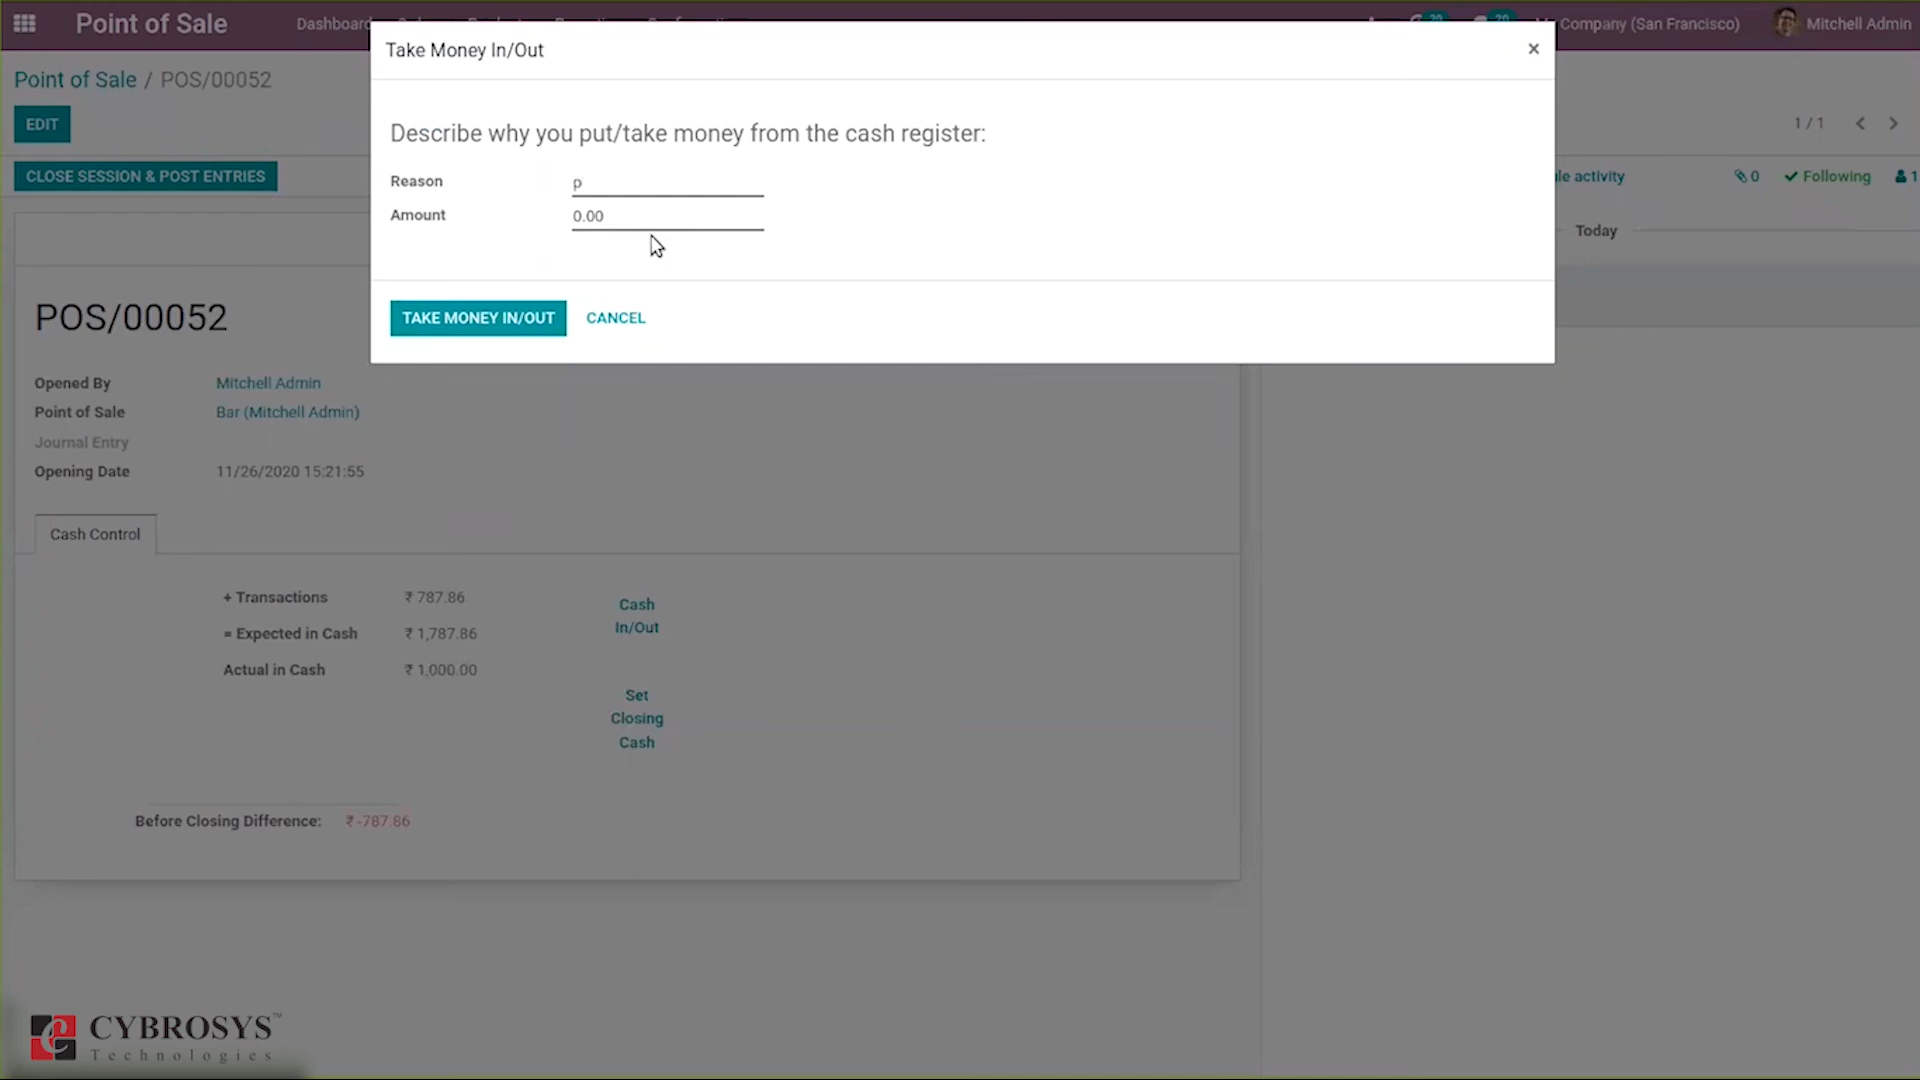 Point of Sale
Company (San Francisco)
Mitchell Admin
Take Money In/Out
×
Point of Sale / POS/00052
EDIT
1 / 1
Describe why you put/take money from the cash register:
CLOSE SESSION & POST ENTRIES
Reason p
Amount 0.00
activity
0
Following
1
Today
TAKE MONEY IN/OUT CANCEL
POS/00052
Opened By Mitchell Admin
Point of Sale Bar (Mitchell Admin)
Journal Entry
Opening Date 11/26/2020 15:21:55
Cash Control
+ Transactions ₹ 787.86
= Expected in Cash ₹ 1,787.86
Actual in Cash ₹ 1,000.00
Cash
In/Out
Set
Closing
Cash
Before Closing Difference: ₹ -787.86
CYBROSYS™
Technologies